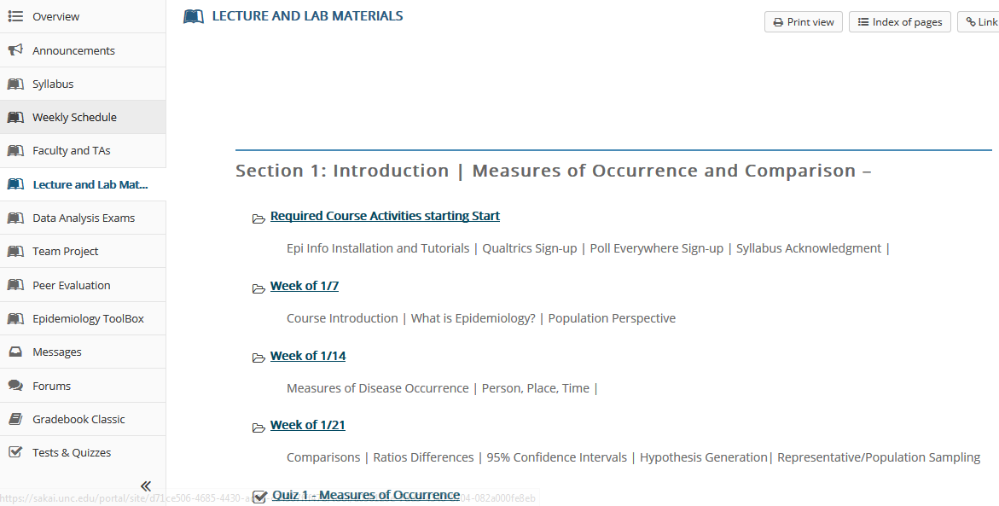 Overview
Announcements
Syllabus
Weekly Schedule
Faculty and TAs
Lecture and Lab Mat...
Data Analysis Exams
Team Project
Peer Evaluation
Epidemiology ToolBox
Messages
Forums
Gradebook Classic
Tests & Quizzes
LECTURE AND LAB MATERIALS
Print view
Index of pages
Link
Section 1: Introduction | Measures of Occurrence and Comparison –
Required Course Activities starting Start
Epi Info Installation and Tutorials | Qualtrics Sign-up | Poll Everywhere Sign-up | Syllabus Acknowledgment |
Week of 1/7
Course Introduction | What is Epidemiology? | Population Perspective
Week of 1/14
Measures of Disease Occurrence | Person, Place, Time |
Week of 1/21
Comparisons | Ratios Differences | 95% Confidence Intervals | Hypothesis Generation| Representative/Population Sampling
Quiz 1 - Measures of Occurrence
https://sakai.unc.edu/portal/site/d71ce506-4685-4430-